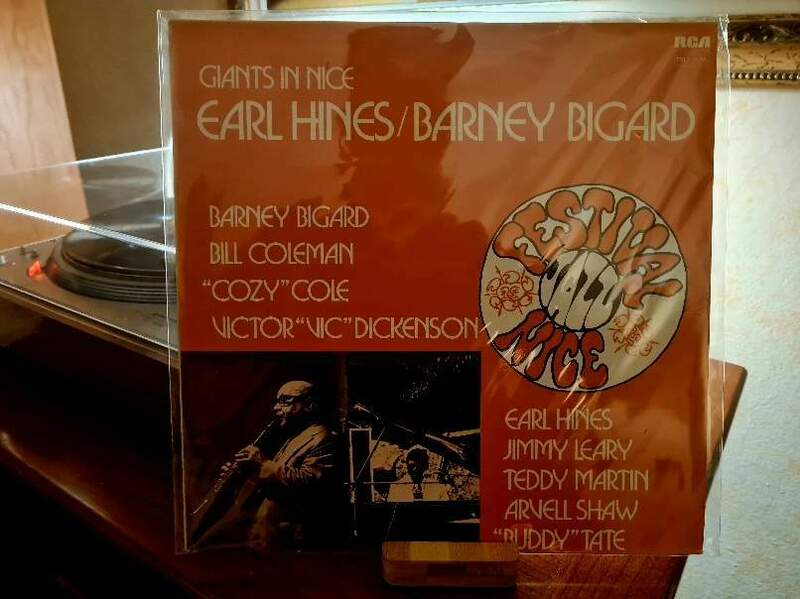 RCA
GIANTS IN NICE
EARL HINES/BARNEY BIGARD
BARNEY BIGARD
BILL COLEMAN
"COZY" COLE
VICTOR "VIC" DICKENSON
FESTIVAL
JAZZ
NICE
EARL HINES
JIMMY LEARY
TEDDY MARTIN
ARVELL SHAW
"BUDDY" TATE